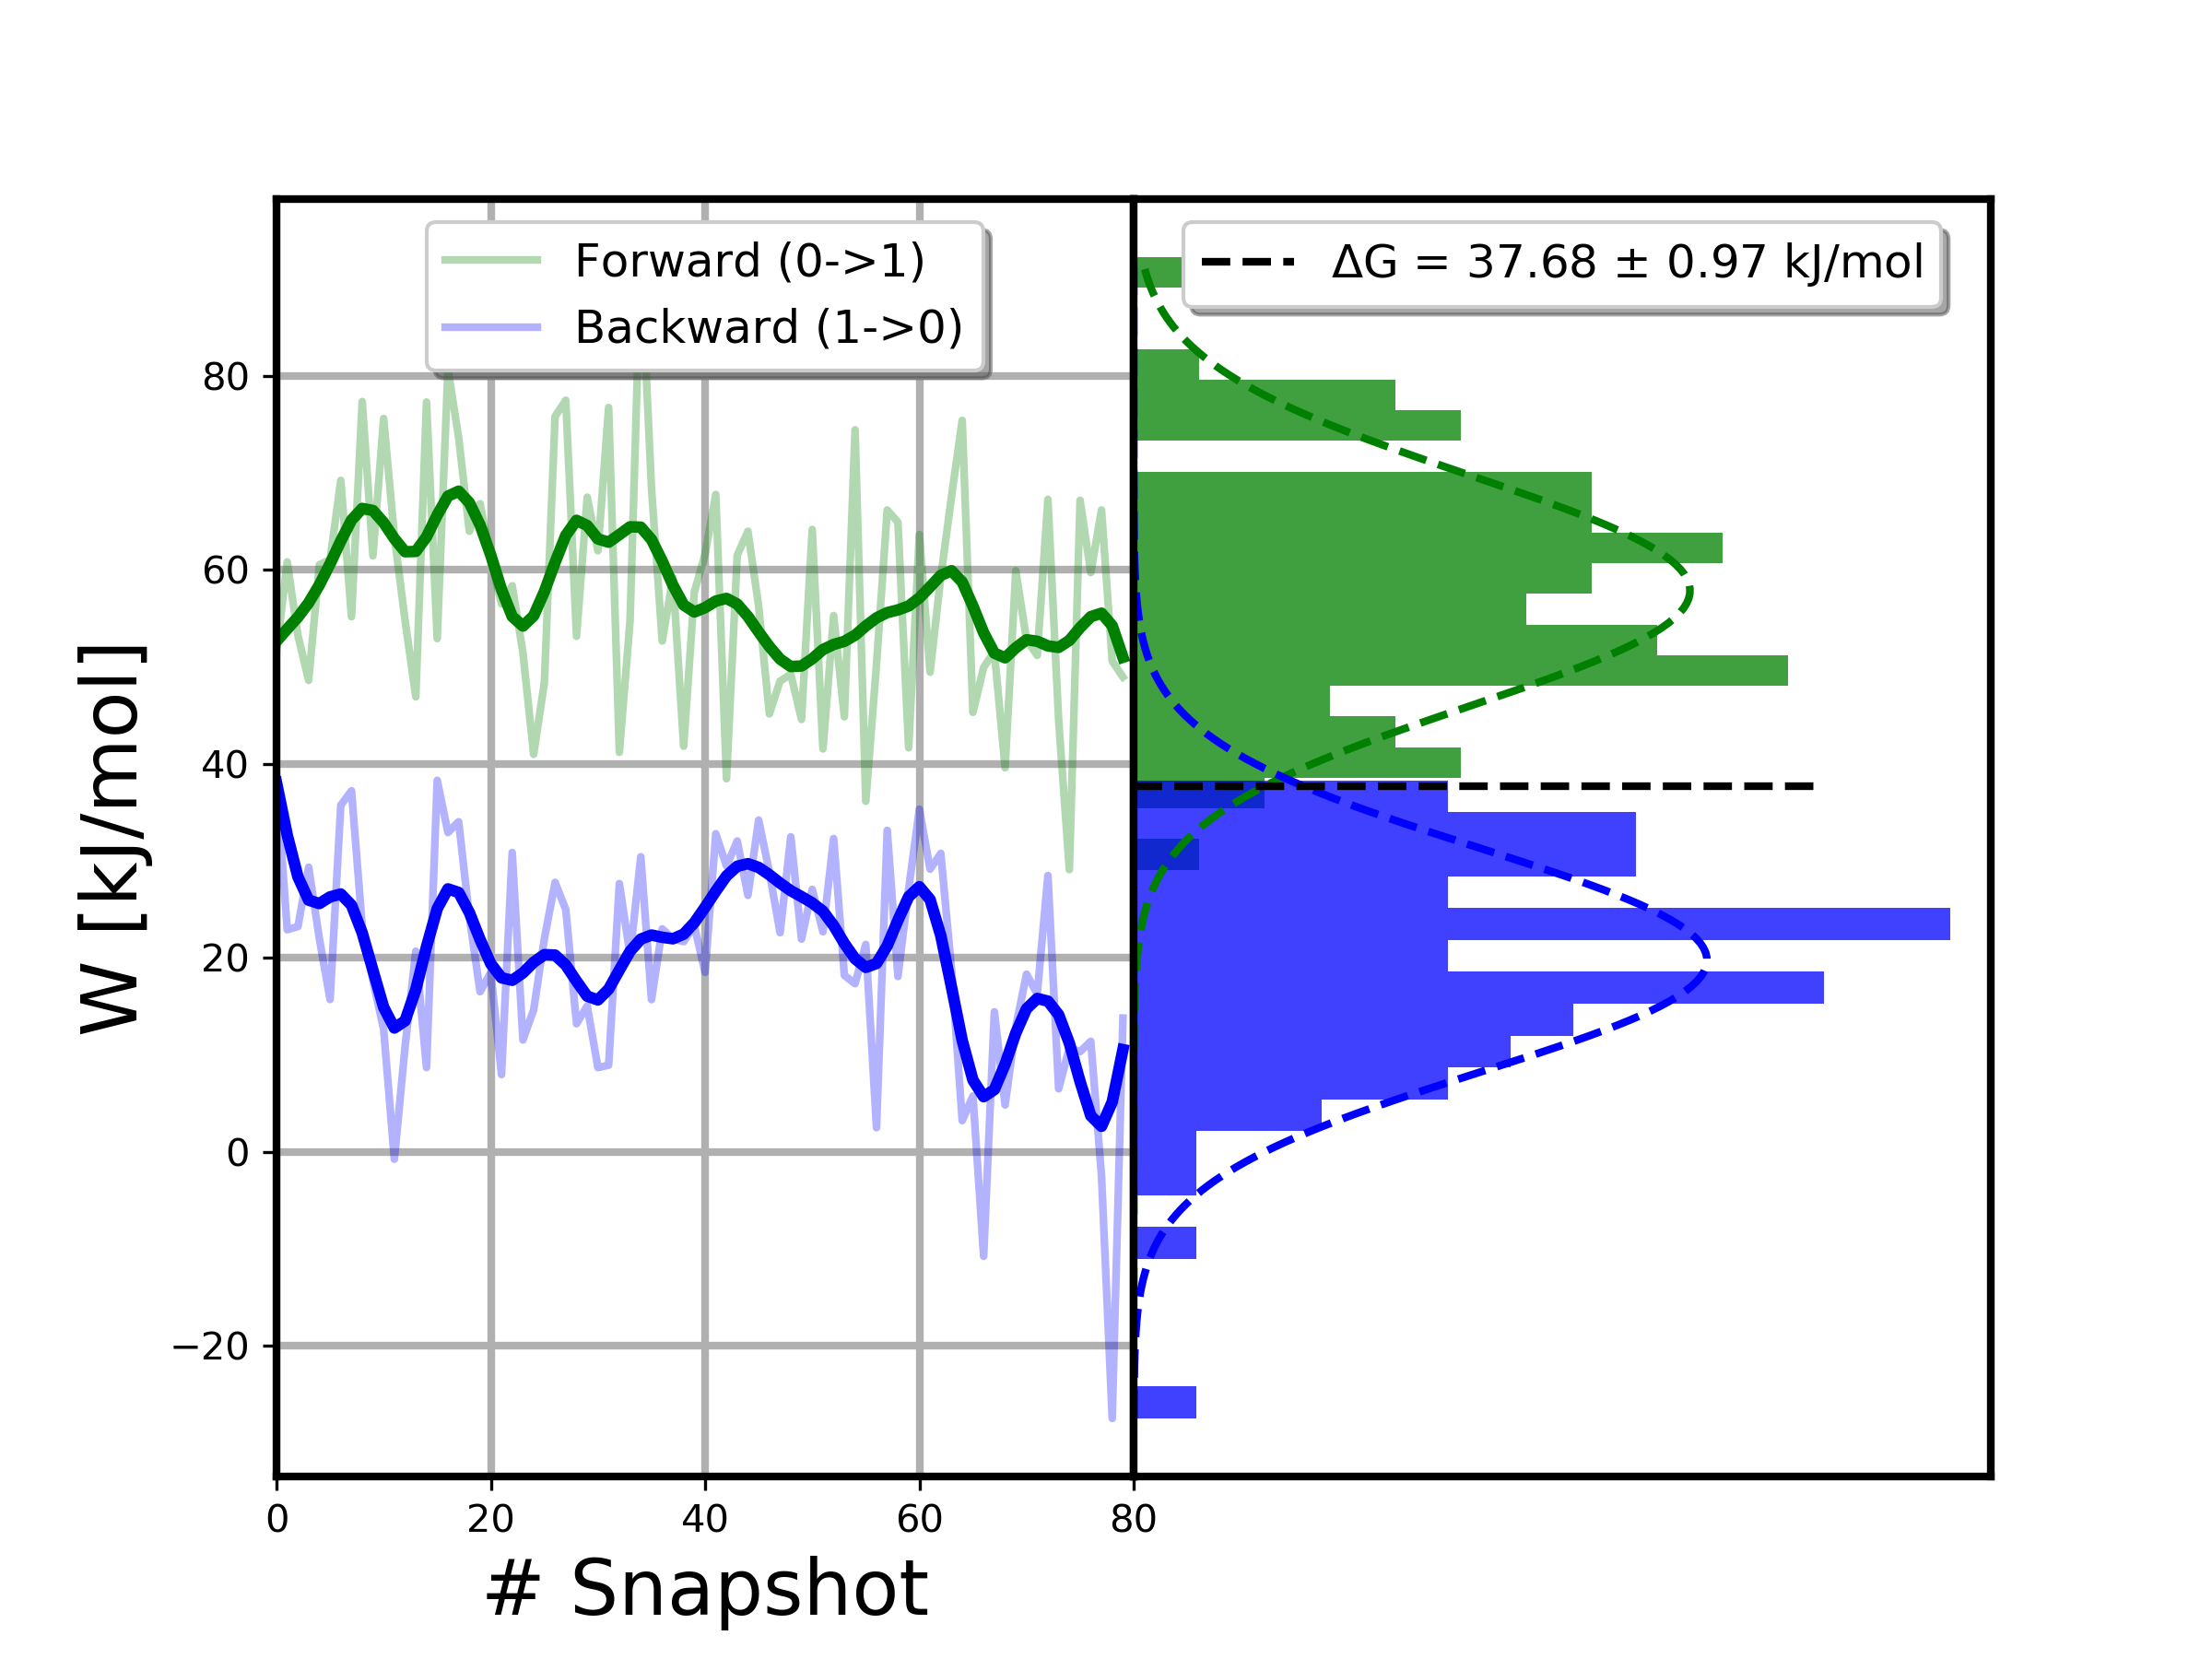 Forward (0->1)
Backward (1->0)
ΔG = 37.68 ± 0.97 kJ/mol
W [kJ/mol]
80
60
40
20
0
−20
0 20 40 60 80
# Snapshot